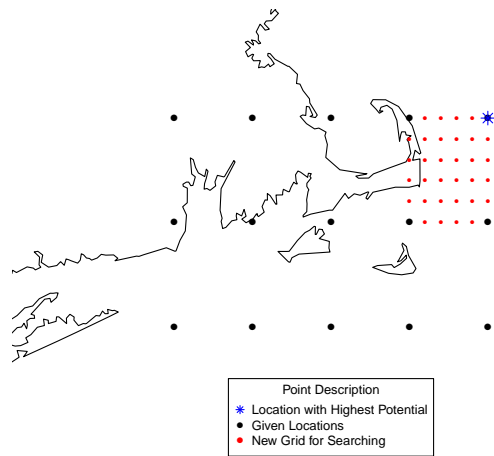 Point Description
Location with Highest Potential
Given Locations
New Grid for Searching